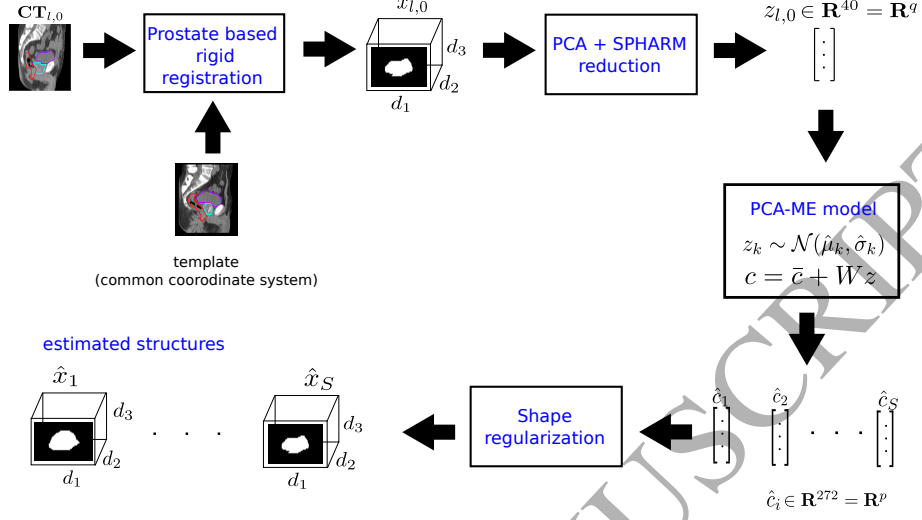 CT_{l,0}
Prostate based
rigid
registration
x_{l,0}
d_3
d_2
d_1
PCA + SPHARM
reduction
z_{l,0} ∈ R^{40} = R^q
template
(common coorodinate system)
PCA-ME model
z_k ∼ N(μ̂_k, σ̂_k)
c = c̄ + Wz
ĉ_1 ĉ_2 . . . ĉ_S
ĉ_i ∈ R^{272} = R^p
Shape
regularization
estimated structures
x̂_1
d_3
d_2
d_1
. . .
x̂_S
d_3
d_2
d_1
USCRIPT